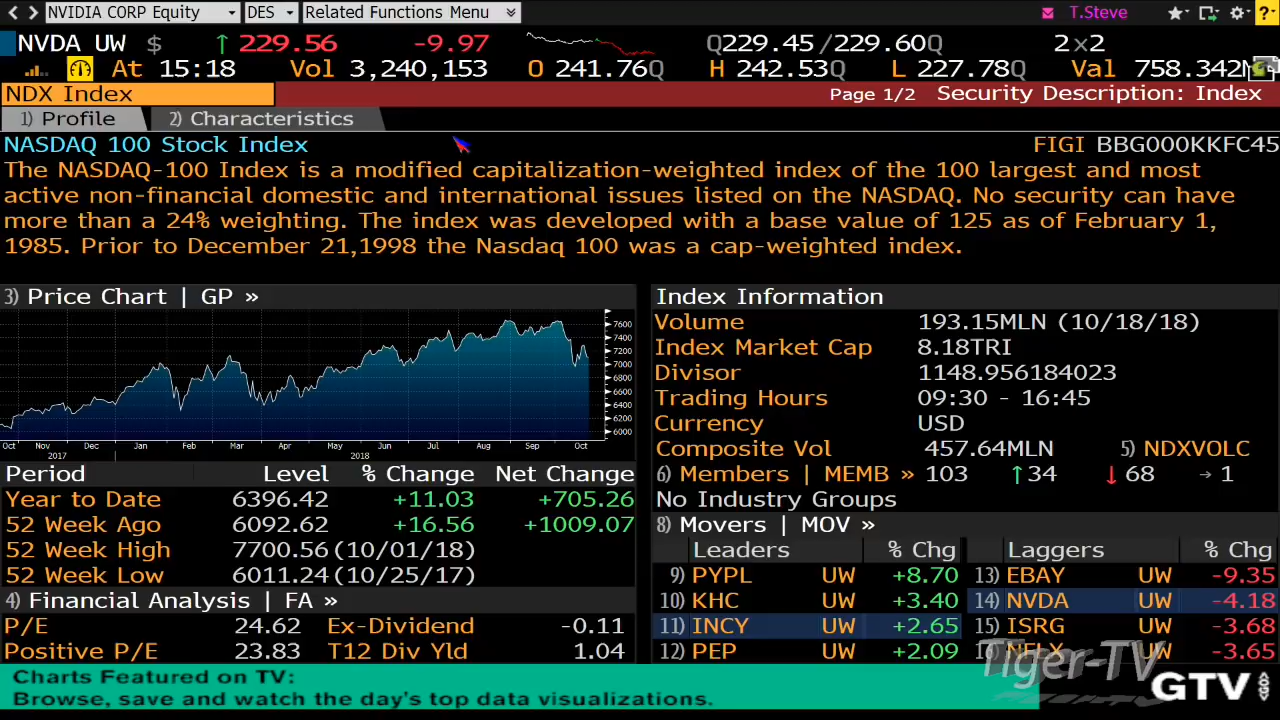 NVIDIA CORP Equity DES Related Functions Menu T.Steve
NVDA UW $ ↑ 229.56 -9.97 Q229.45/229.60Q 2×2
At 15:18 Vol 3,240,153 O 241.76Q H 242.53Q L 227.78Q Val 758.342M
NDX Index Page 1/2 Security Description: Index
1) Profile 2) Characteristics
NASDAQ 100 Stock Index FIGI BBG000KKFC45
The NASDAQ-100 Index is a modified capitalization-weighted index of the 100 largest and most
active non-financial domestic and international issues listed on the NASDAQ. No security can have
more than a 24% weighting. The index was developed with a base value of 125 as of February 1,
1985. Prior to December 21,1998 the Nasdaq 100 was a cap-weighted index.
3) Price Chart | GP »
7600
7400
7200
7000
6800
6600
6400
6200
6000
Oct Nov Dec Jan Feb Mar Apr May Jun Jul Aug Sep Oct
2017 2018
Period Level % Change Net Change
Year to Date 6396.42 +11.03 +705.26
52 Week Ago 6092.62 +16.56 +1009.07
52 Week High 7700.56 (10/01/18)
52 Week Low 6011.24 (10/25/17)
4) Financial Analysis | FA »
P/E 24.62 Ex-Dividend -0.11
Positive P/E 23.83 T12 Div Yld 1.04
Index Information
Volume 193.15MLN (10/18/18)
Index Market Cap 8.18TRI
Divisor 1148.956184023
Trading Hours 09:30 - 16:45
Currency USD
Composite Vol 457.64MLN 5) NDXVOLC
6) Members | MEMB » 103 ↑34 ↓68 →1
No Industry Groups
8) Movers | MOV »
Leaders % Chg Laggers % Chg
9) PYPL UW +8.70 13) EBAY UW -9.35
10) KHC UW +3.40 14) NVDA UW -4.18
11) INCY UW +2.65 15) ISRG UW -3.68
12) PEP UW +2.09 16) NFLX UW -3.65
Charts Featured on TV:
Browse, save and watch the day's top data visualizations.
Tiger-TV
GTV